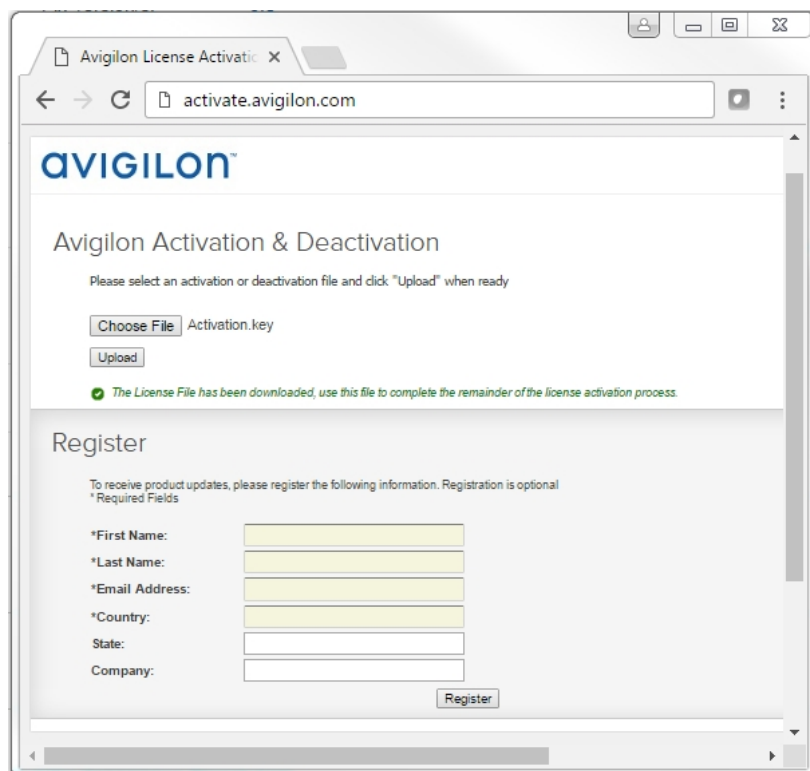 Avigilon License Activatio
activate.avigilon.com
avigilon™
Avigilon Activation & Deactivation
Please select an activation or deactivation file and click "Upload" when ready
Choose File Activation.key
Upload
The License File has been downloaded, use this file to complete the remainder of the license activation process.
Register
To receive product updates, please register the following information. Registration is optional
* Required Fields
*First Name:
*Last Name:
*Email Address:
*Country:
State:
Company:
Register